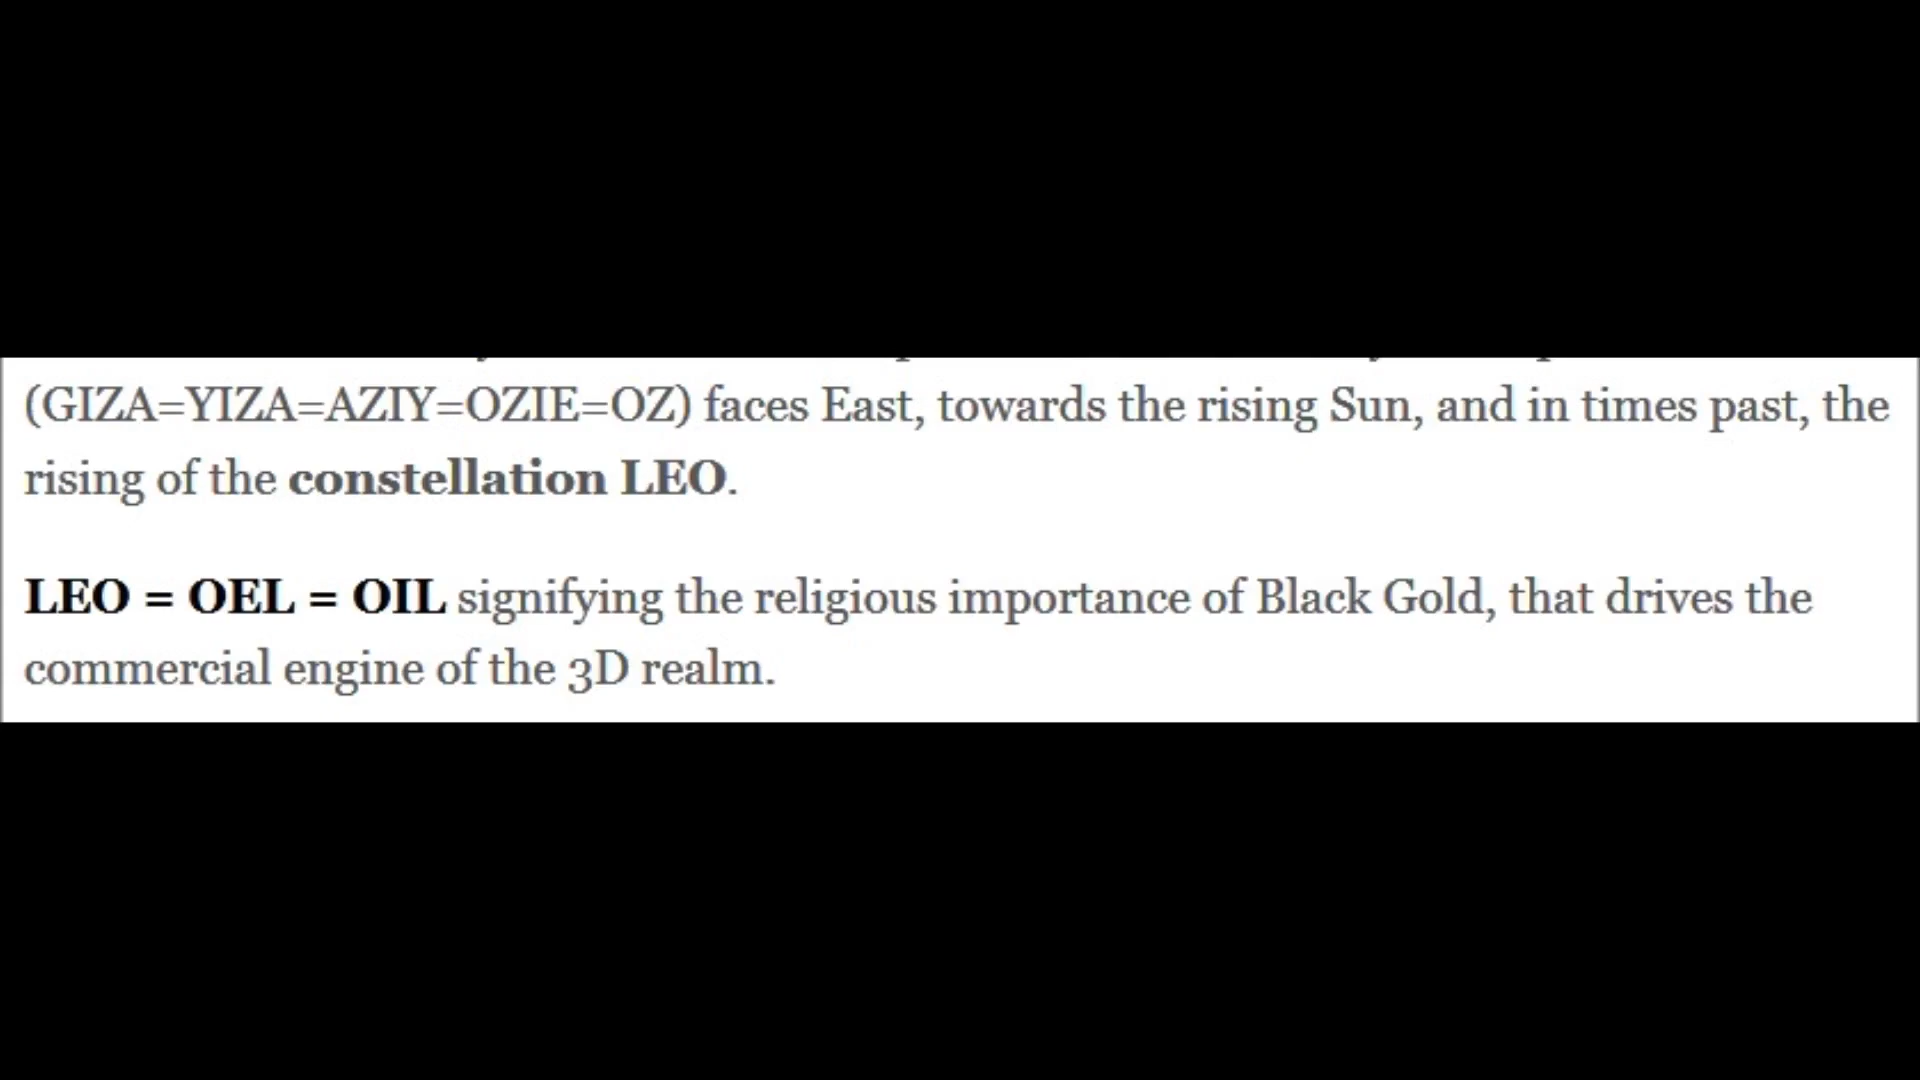 (GIZA=YIZA=AZIY=OZIE=OZ) faces East, towards the rising Sun, and in times past, the
rising of the constellation LEO.
LEO = OEL = OIL signifying the religious importance of Black Gold, that drives the
commercial engine of the 3D realm.